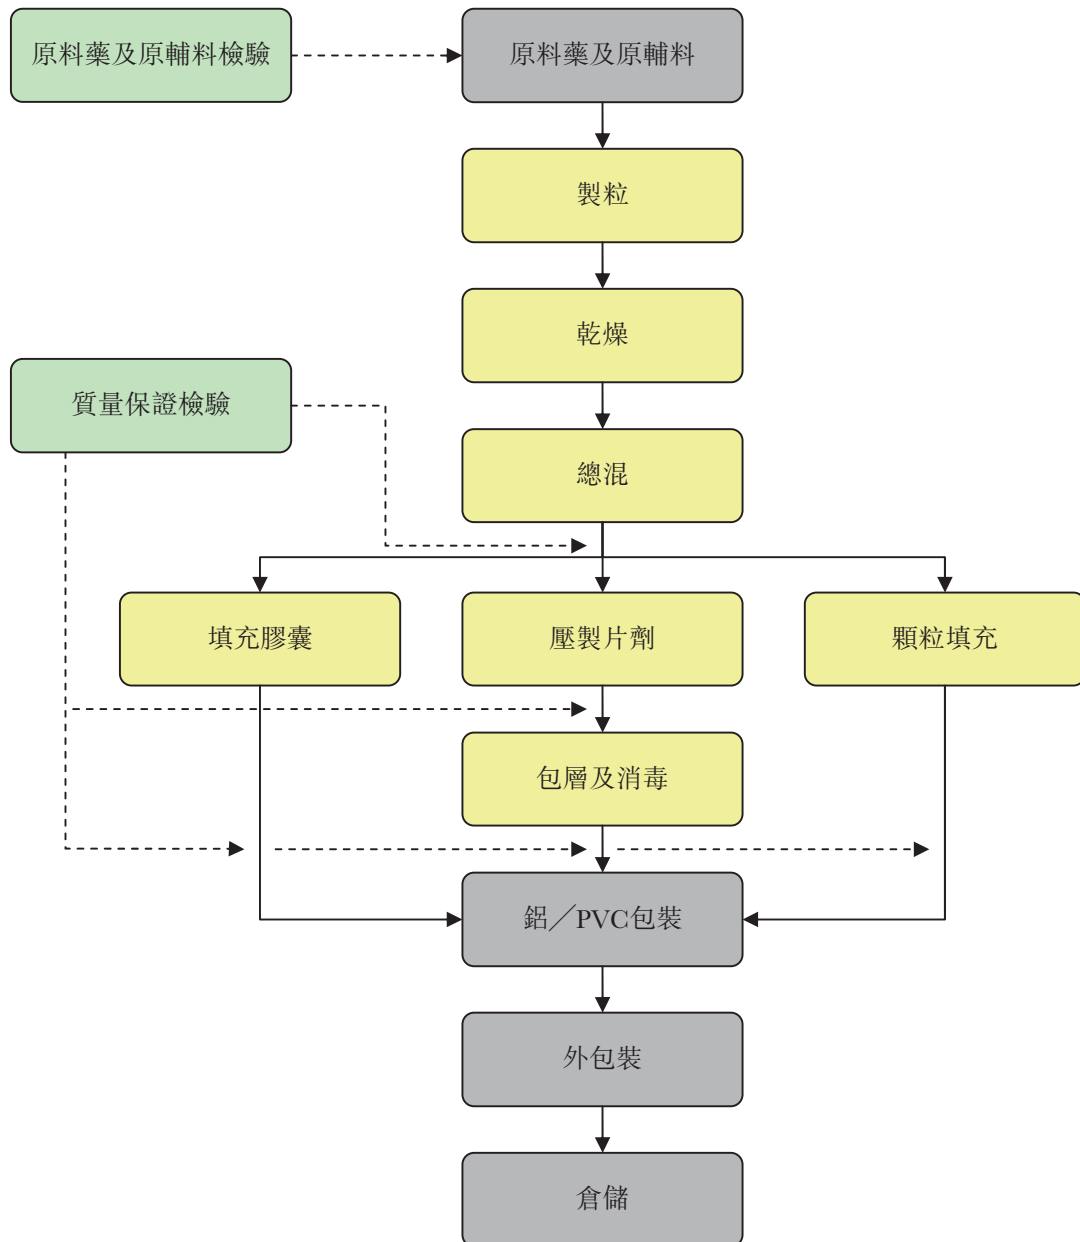 原料藥及原輔料檢驗
原料藥及原輔料
製粒
乾燥
質量保證檢驗
總混
填充膠囊
壓製片劑
顆粒填充
包層及消毒
鋁／PVC包裝
外包裝
倉儲